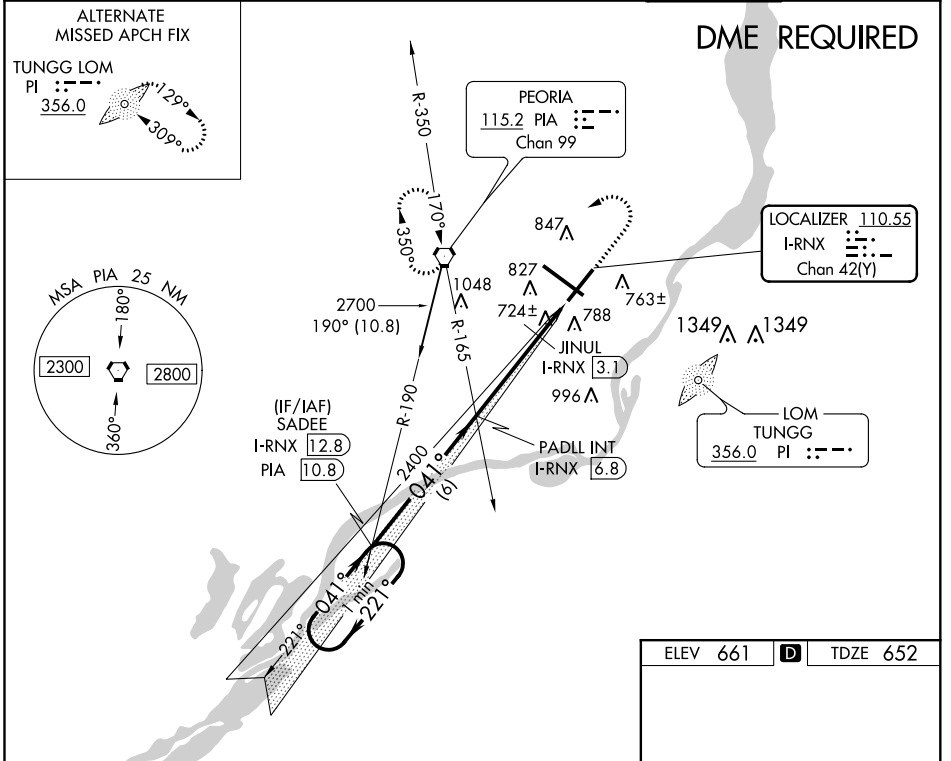 ALTERNATE
MISSED APCH FIX
TUNGG LOM
PI
356.0
129°
309°
DME REQUIRED
R-350
PEORIA
115.2 PIA
Chan 99
170°
350°
847
LOCALIZER 110.55
I-RNX
Chan 42(Y)
MSA PIA 25 NM
180°
2300
2800
360°
1048
827
763±
2700
190° (10.8)
724±
788
R-165
JINUL
I-RNX 3.1
1349
1349
996
R-190
(IF/IAF)
SADEE
I-RNX 12.8
PIA 10.8
LOM
TUNGG
356.0 PI
PADLL INT
I-RNX 6.8
2400
041°
(6)
041°
1 min
221°
221°
ELEV 661 D TDZE 652